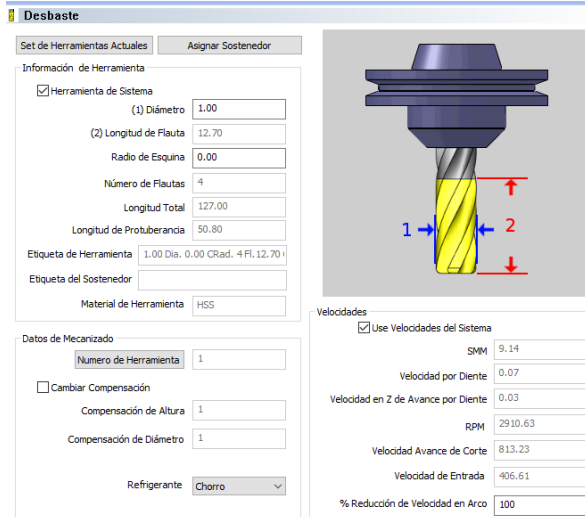 Desbaste
Set de Herramientas Actuales
Asignar Sostenedor
Información de Herramienta
Herramienta de Sistema
(1) Diámetro 1.00
(2) Longitud de Flauta 12.70
Radio de Esquina 0.00
Número de Flautas 4
Longitud Total 127.00
Longitud de Protuberancia 50.80
Etiqueta de Herramienta 1.00 Dia. 0.00 CRad. 4 Fl. 12.70
Etiqueta del Sostenedor
Material de Herramienta HSS
Datos de Mecanizado
Numero de Herramienta 1
Cambiar Compensación
Compensación de Altura 1
Compensación de Diámetro 1
Refrigerante Chorro
1
2
Velocidades
Use Velocidades del Sistema
SMM 9.14
Velocidad por Diente 0.07
Velocidad en Z de Avance por Diente 0.03
RPM 2910.63
Velocidad Avance de Corte 813.23
Velocidad de Entrada 406.61
% Reducción de Velocidad en Arco 100